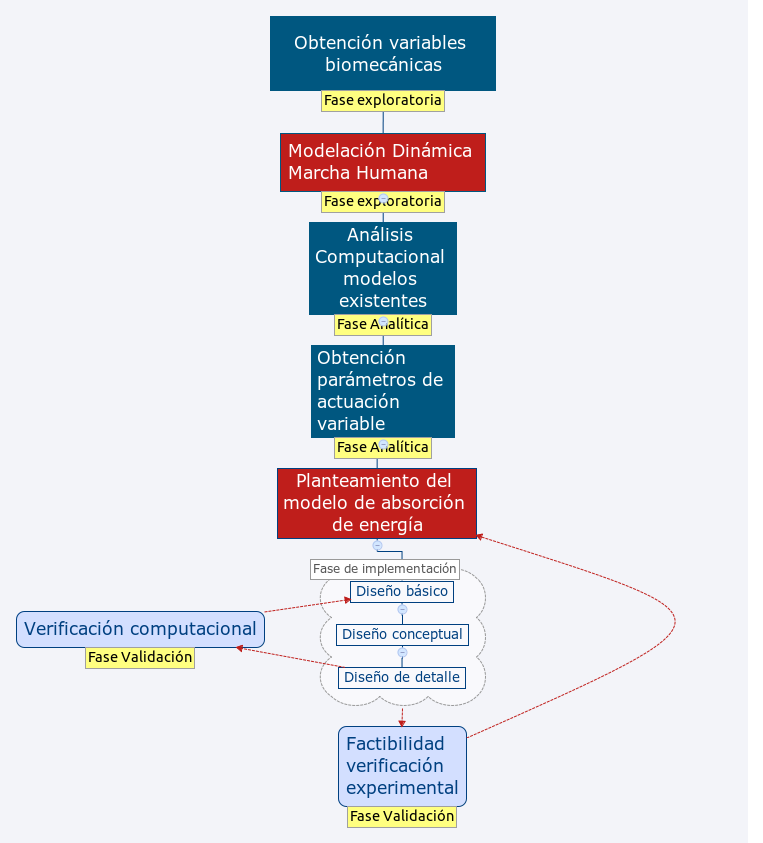 Obtención variables
biomecánicas
Fase exploratoria
Modelación Dinámica
Marcha Humana
Fase exploratoria
Análisis
Computacional
modelos
existentes
Fase Analítica
Obtención
parámetros de
actuación
variable
Fase Analítica
Planteamiento del
modelo de absorción
de energía
Fase de implementación
Diseño básico
Diseño conceptual
Diseño de detalle
Verificación computacional
Fase Validación
Factibilidad
verificación
experimental
Fase Validación